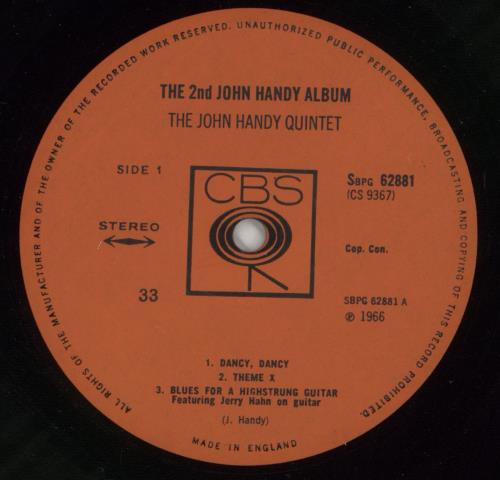 ALL RIGHTS OF THE MANUFACTURER AND OF THE OWNER OF THE RECORDED WORK RESERVED. UNAUTHORIZED PUBLIC PERFORMANCE, BROADCASTING AND COPYING OF THIS RECORD PROHIBITED.
THE 2nd JOHN HANDY ALBUM
THE JOHN HANDY QUINTET
SIDE 1
CBS
SBPG 62881
(CS 9367)
STEREO
Cop. Con.
33
SBPG 62881 A
℗ 1966
1. DANCY, DANCY
2. THEME X
3. BLUES FOR A HIGHSTRUNG GUITAR
Featuring Jerry Hahn on guitar
(J. Handy)
MADE IN ENGLAND